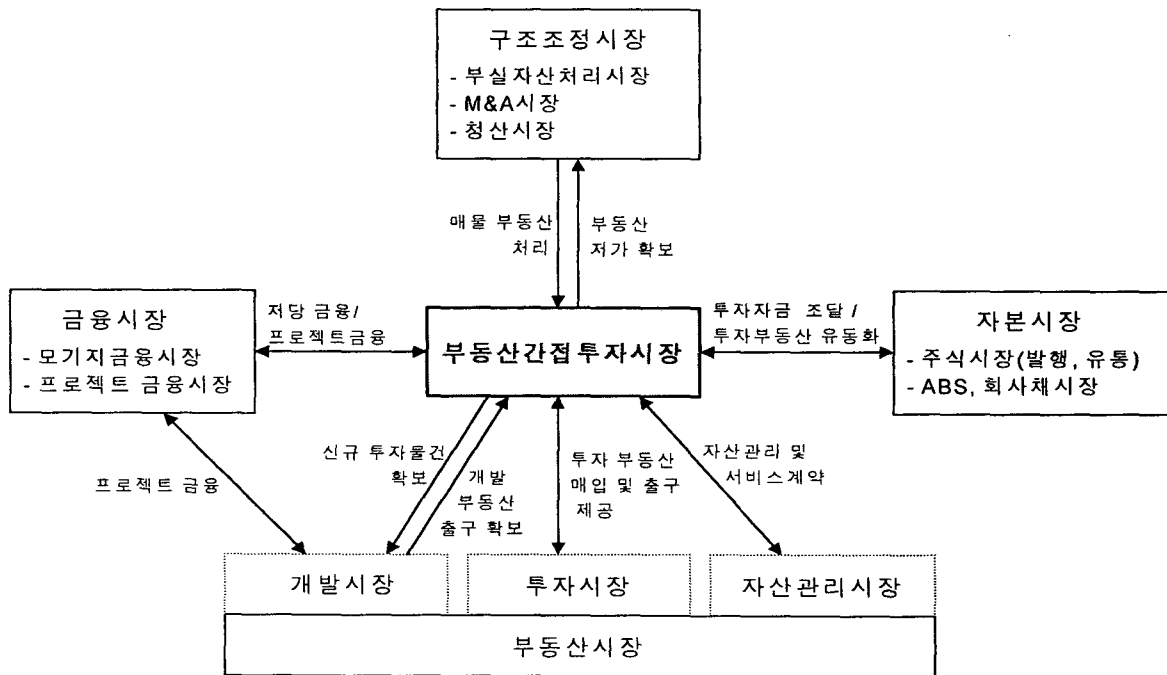 구조조정시장
- 부실자산처리시장
- M&A시장
- 청산시장
매물 부동산
처리
부동산
저가 확보
금융시장
- 모기지금융시장
- 프로젝트 금융시장
저당 금융/
프로젝트금융
부동산간접투자시장
투자자금 조달 /
투자부동산 유동화
자본시장
- 주식시장(발행, 유통)
- ABS, 회사채시장
프로젝트 금융
신규 투자물건
확보
개발
부동산
출구 확보
투자 부동산
매입 및 출구
제공
자산관리 및
서비스계약
개발시장
투자시장
자산관리시장
부동산시장